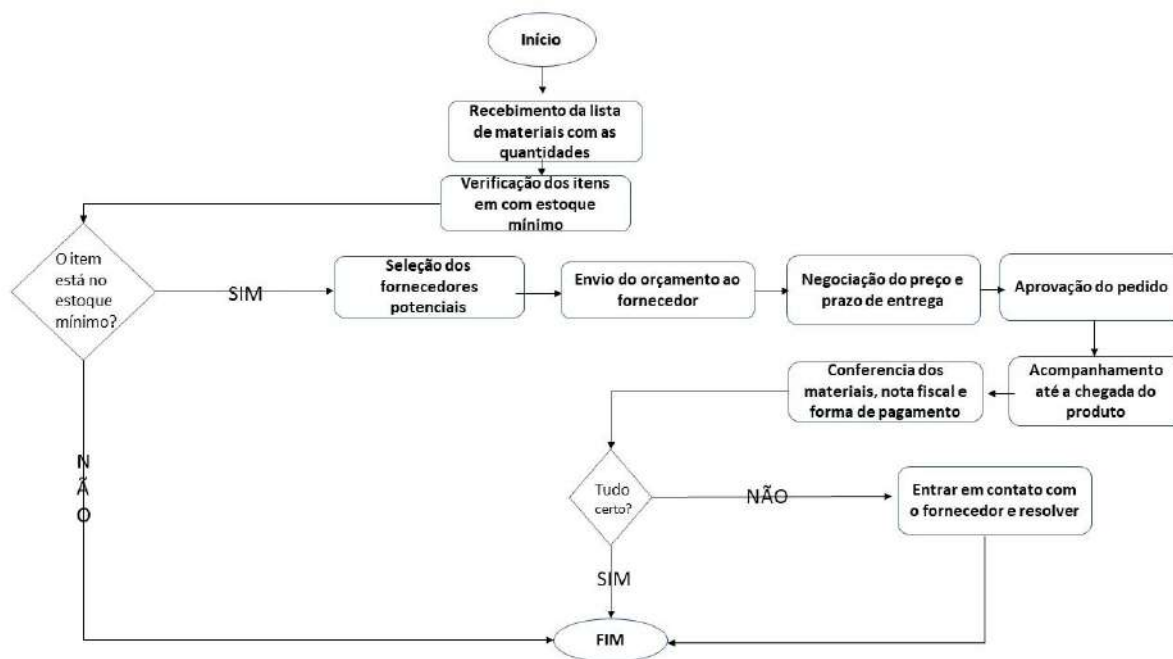 Início
Recebimento da lista
de materiais com as
quantidades
Verificação dos itens
em com estoque
mínimo
O item
está no
estoque
mínimo?
SIM
Seleção dos
fornecedores
potenciais
Envio do orçamento ao
fornecedor
Negociação do preço e
prazo de entrega
Aprovação do pedido
Acompanhamento
até a chegada do
produto
Conferencia dos
materiais, nota fiscal e
forma de pagamento
NÃO
Tudo
certo?
NÃO
Entrar em contato com
o fornecedor e resolver
SIM
FIM